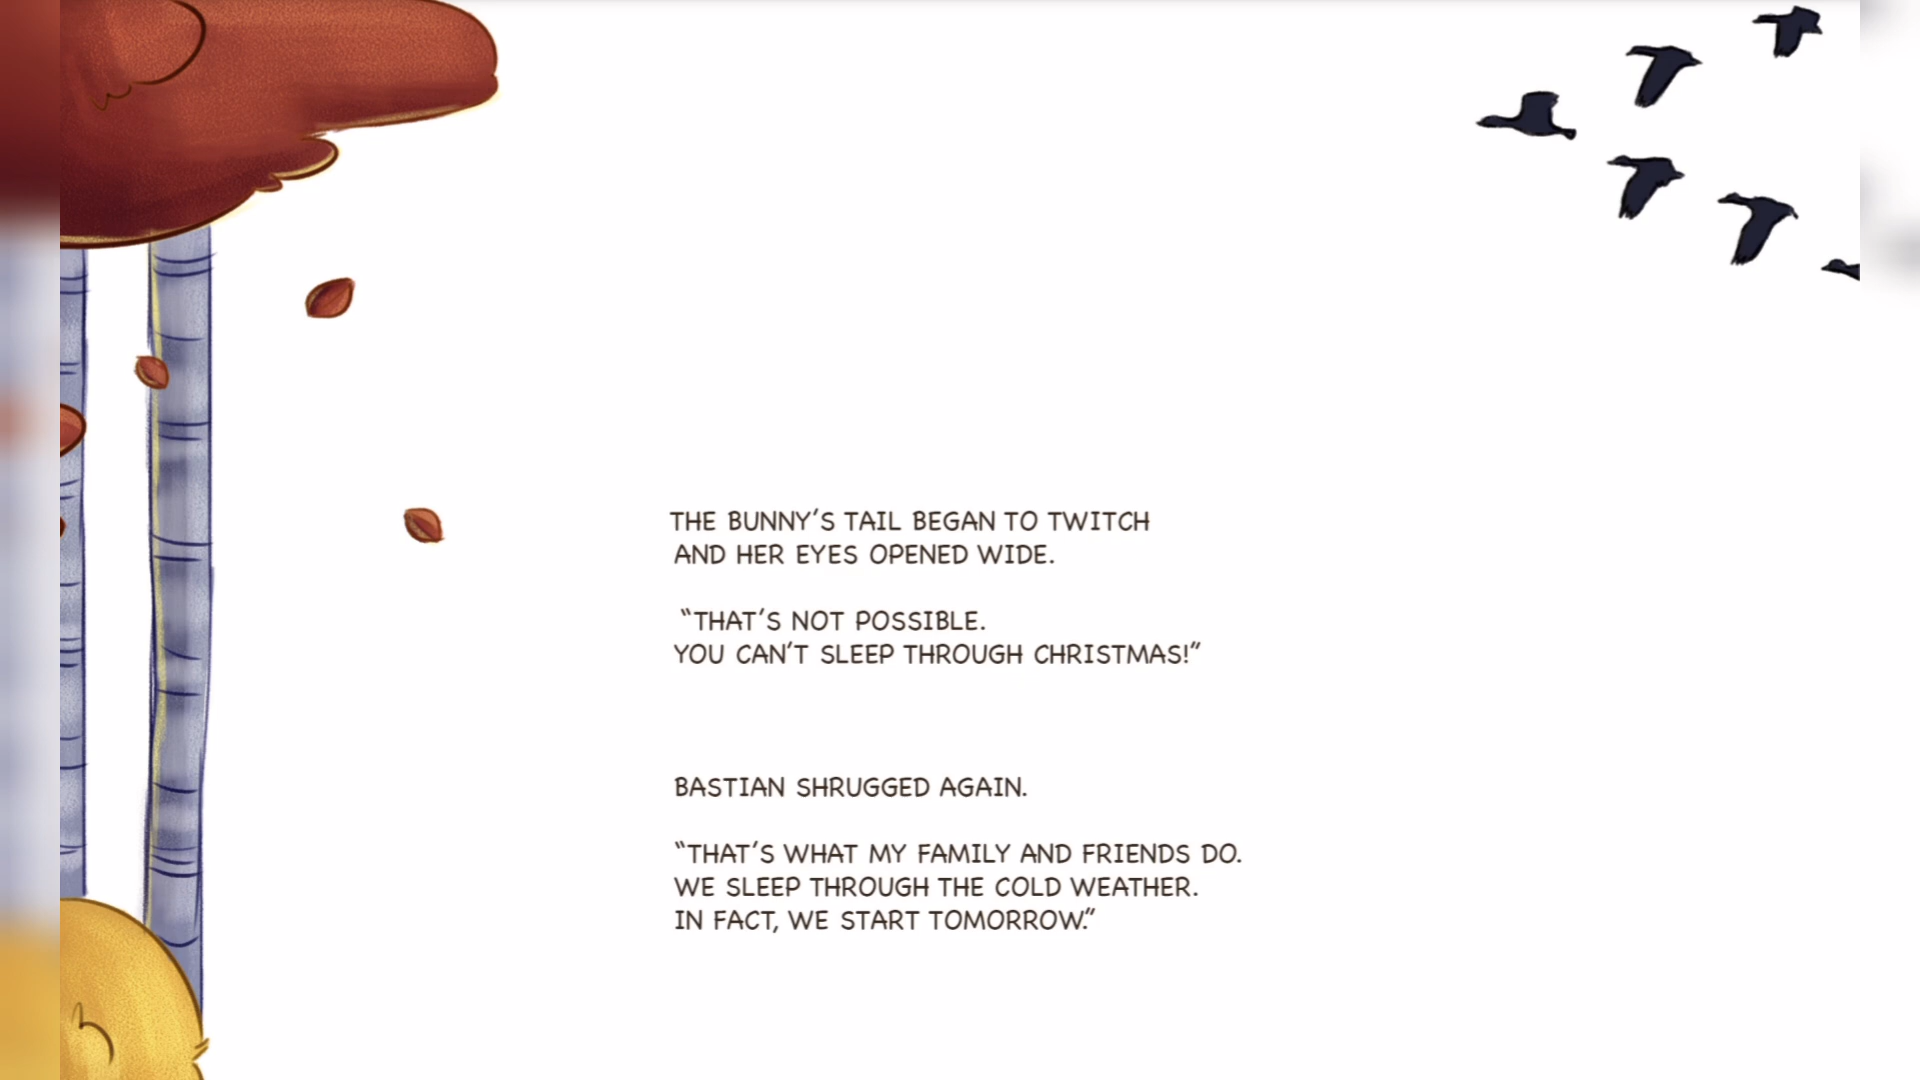 THE BUNNY'S TAIL BEGAN TO TWITCH
AND HER EYES OPENED WIDE.
"THAT'S NOT POSSIBLE.
YOU CAN'T SLEEP THROUGH CHRISTMAS!"
BASTIAN SHRUGGED AGAIN.
"THAT'S WHAT MY FAMILY AND FRIENDS DO.
WE SLEEP THROUGH THE COLD WEATHER.
IN FACT, WE START TOMORROW."